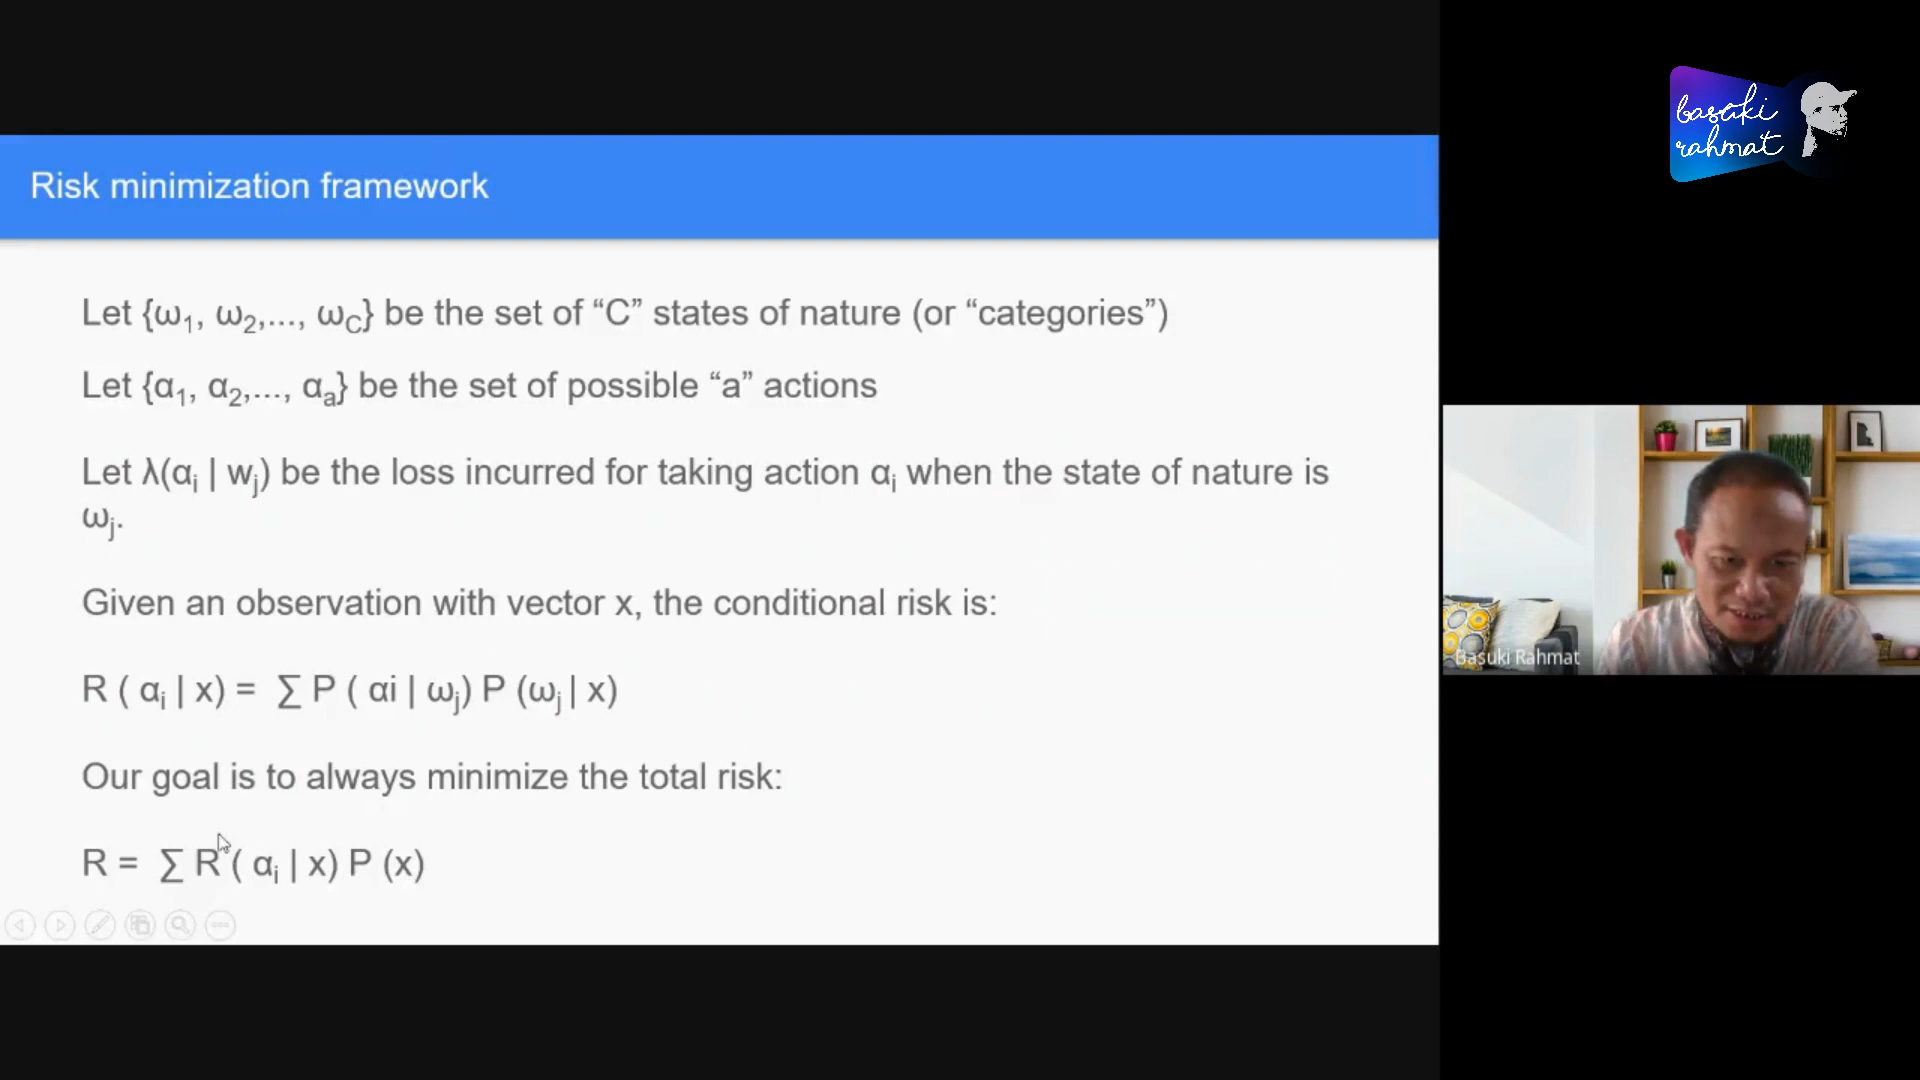 Risk minimization framework
Let {ω₁, ω₂,..., ω_C} be the set of “C” states of nature (or “categories”)
Let {α₁, α₂,..., αₐ} be the set of possible “a” actions
Let λ(αᵢ | wⱼ) be the loss incurred for taking action αᵢ when the state of nature is
ωⱼ.
Given an observation with vector x, the conditional risk is:
R ( αᵢ | x) = ∑ P ( αi | ωⱼ) P (ωⱼ | x)
Our goal is to always minimize the total risk:
R = ∑ R ( αᵢ | x) P (x)
basuki
rahmat
Basuki Rahmat